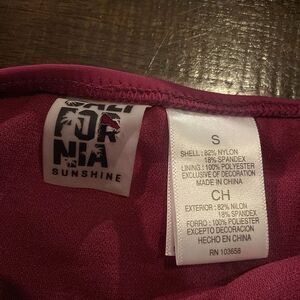 CALI
FOR
NIA
SUNSHINE
S
SHELL : 82% NYLON
18% SPANDEX
LINING : 100% POLYESTER
EXCLUSIVE OF DECORATION
MADE IN CHINA
CH
EXTERIOR : 82% NILON
18% SPANDEX
FORRO : 100% POLIESTER
EXCEPTO DECORACION
HECHO EN CHINA
RN 103658